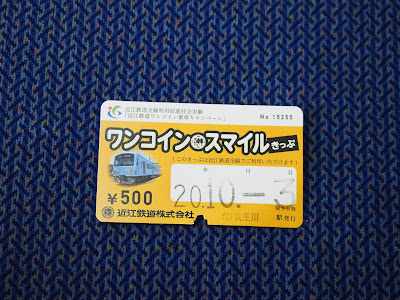 近江鉄道全線利用促進社会実験
「近江鉄道ワンコイン乗車キャンペーン」
No.15255
ワンコイン スマイルきっぷ
(このきっぷは近江鉄道全線でご利用いただけます)
年 月 日
2010.-3
¥500
貴生川
駅発行
近江鉄道株式会社